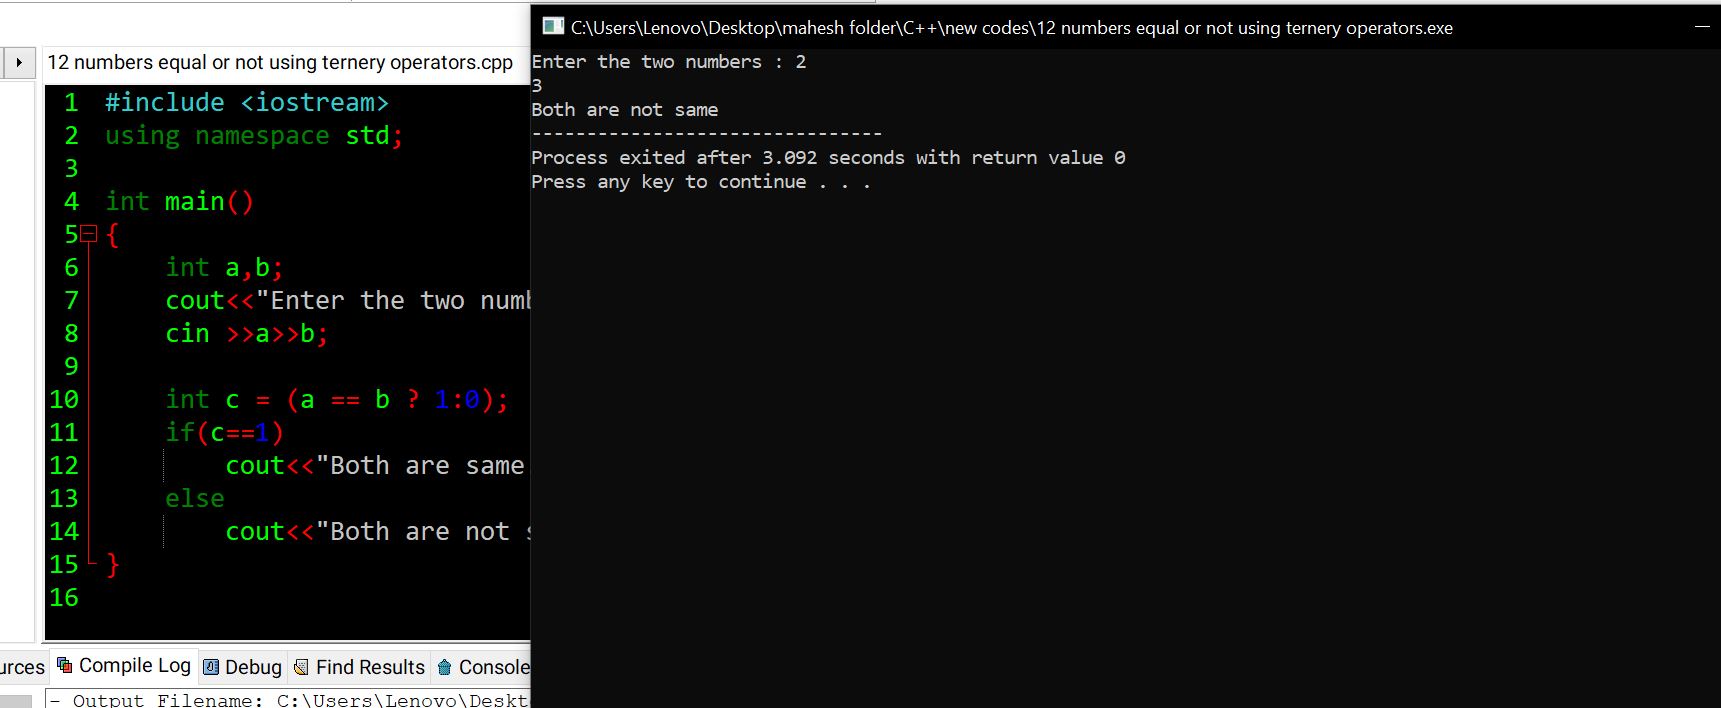 12 numbers equal or not using ternery operators.cpp
1 #include <iostream>
2 using namespace std;
3
4 int main()
5 {
6 int a,b;
7 cout<<"Enter the two numb
8 cin >>a>>b;
9
10 int c = (a == b ? 1:0);
11 if(c==1)
12 cout<<"Both are same
13 else
14 cout<<"Both are not
15 }
16
urces Compile Log Debug Find Results Console
- Output Filename: C:\Users\Lenovo\Deskt
C:\Users\Lenovo\Desktop\mahesh folder\C++\new codes\12 numbers equal or not using ternery operators.exe
Enter the two numbers : 2
3
Both are not same
--------------------------------
Process exited after 3.092 seconds with return value 0
Press any key to continue . . .